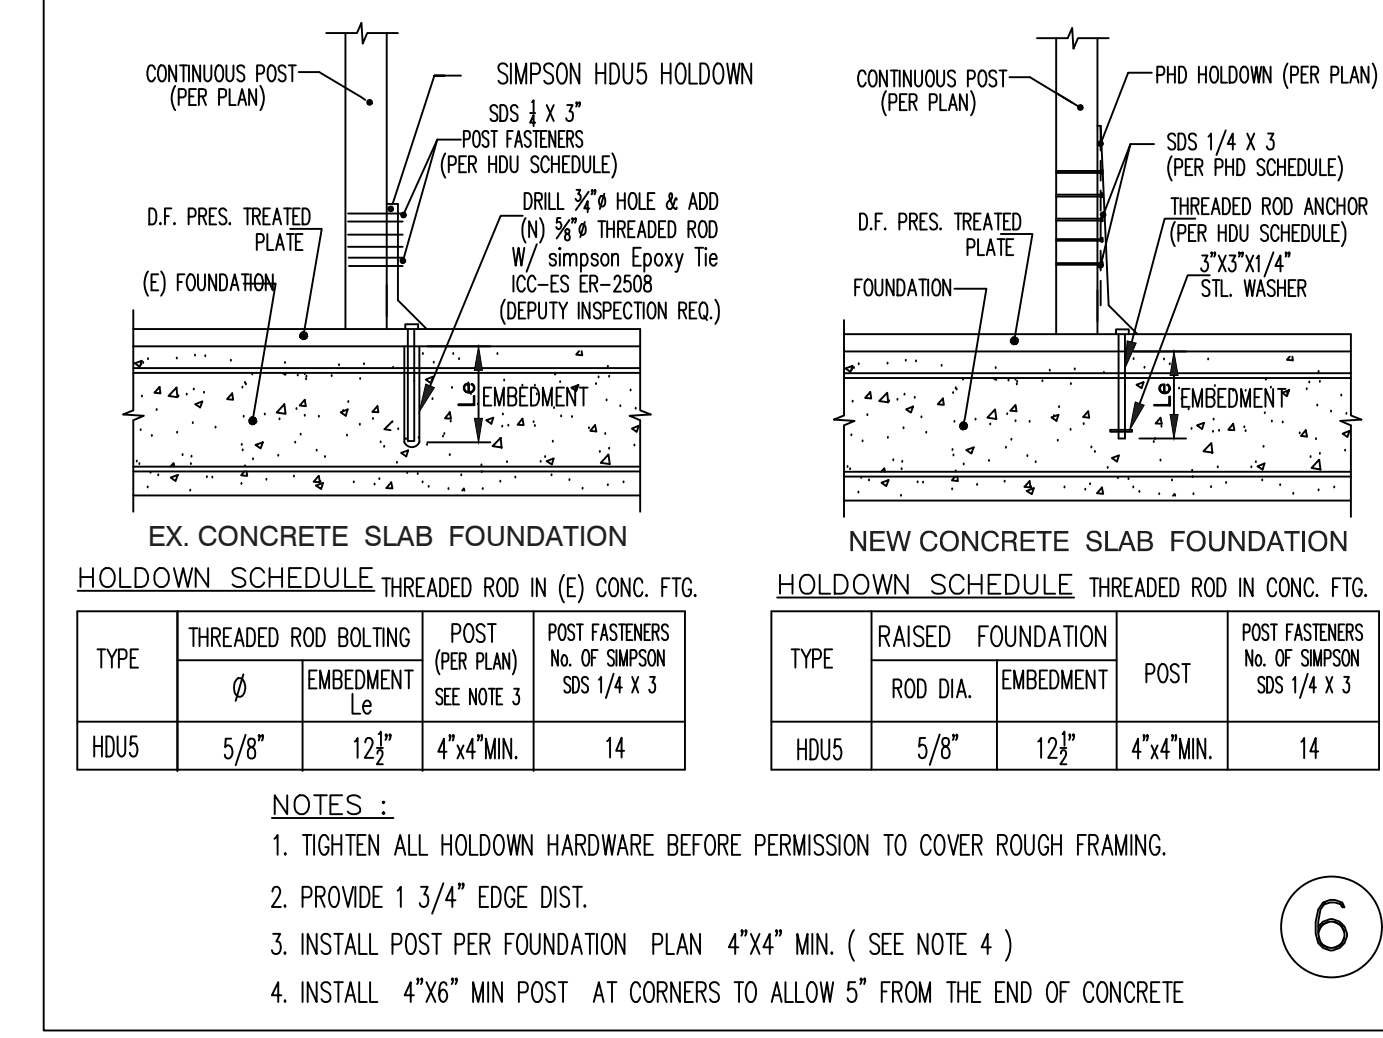 CONTINUOUS POST
(PER PLAN)
SIMPSON HDU5 HOLDOWN
SDS 1/4 X 3"
POST FASTENERS
(PER HDU SCHEDULE)
DRILL 3/4"ø HOLE & ADD
(N) 5/8"ø THREADED ROD
W/ simpson Epoxy Tie
ICC-ES ER-2508
(DEPUTY INSPECTION REQ.)
D.F. PRES. TREATED
PLATE
(E) FOUNDATION
Le
EMBEDMENT
EX. CONCRETE SLAB FOUNDATION
CONTINUOUS POST
(PER PLAN)
PHD HOLDOWN (PER PLAN)
SDS 1/4 X 3
(PER PHD SCHEDULE)
THREADED ROD ANCHOR
(PER HDU SCHEDULE)
3"X3"X1/4"
STL. WASHER
D.F. PRES. TREATED
PLATE
FOUNDATION
Le
EMBEDMENT
NEW CONCRETE SLAB FOUNDATION
HOLDOWN SCHEDULE THREADED ROD IN (E) CONC. FTG.
TYPE
THREADED ROD BOLTING
Ø
EMBEDMENT
Le
POST
(PER PLAN)
SEE NOTE 3
POST FASTENERS
No. OF SIMPSON
SDS 1/4 X 3
HDU5 5/8" 12 1/2" 4"x4"MIN. 14
HOLDOWN SCHEDULE THREADED ROD IN CONC. FTG.
TYPE
RAISED FOUNDATION
ROD DIA.
EMBEDMENT
POST
POST FASTENERS
No. OF SIMPSON
SDS 1/4 X 3
HDU5 5/8" 12 1/2" 4"x4"MIN. 14
NOTES :
1. TIGHTEN ALL HOLDOWN HARDWARE BEFORE PERMISSION TO COVER ROUGH FRAMING.
2. PROVIDE 1 3/4" EDGE DIST.
3. INSTALL POST PER FOUNDATION PLAN 4"X4" MIN. ( SEE NOTE 4 )
4. INSTALL 4"X6" MIN POST AT CORNERS TO ALLOW 5" FROM THE END OF CONCRETE
6